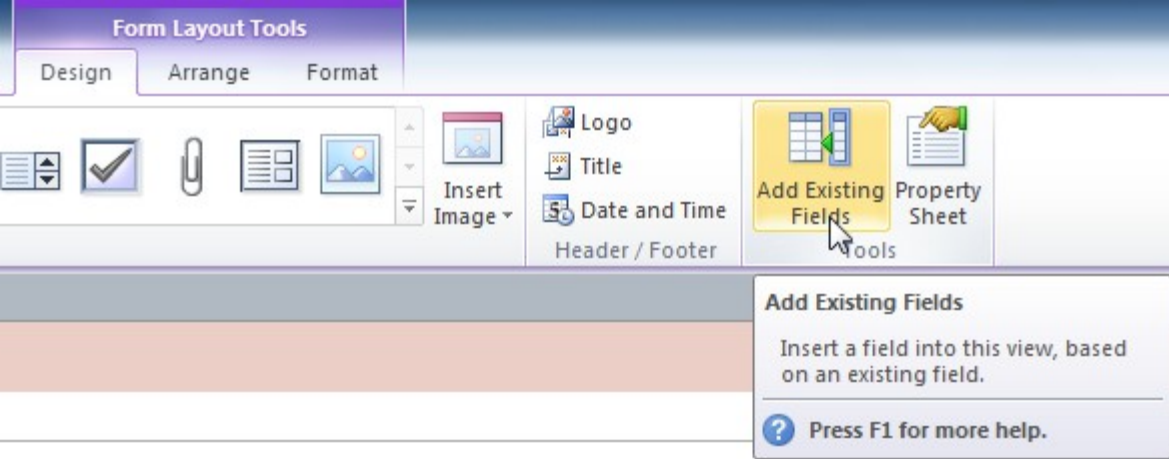 Form Layout Tools
Design Arrange Format
Insert
Image
Logo
Title
Date and Time
Header / Footer
Add Existing
Fields
Property
Sheet
Tools
Add Existing Fields
Insert a field into this view, based
on an existing field.
Press F1 for more help.